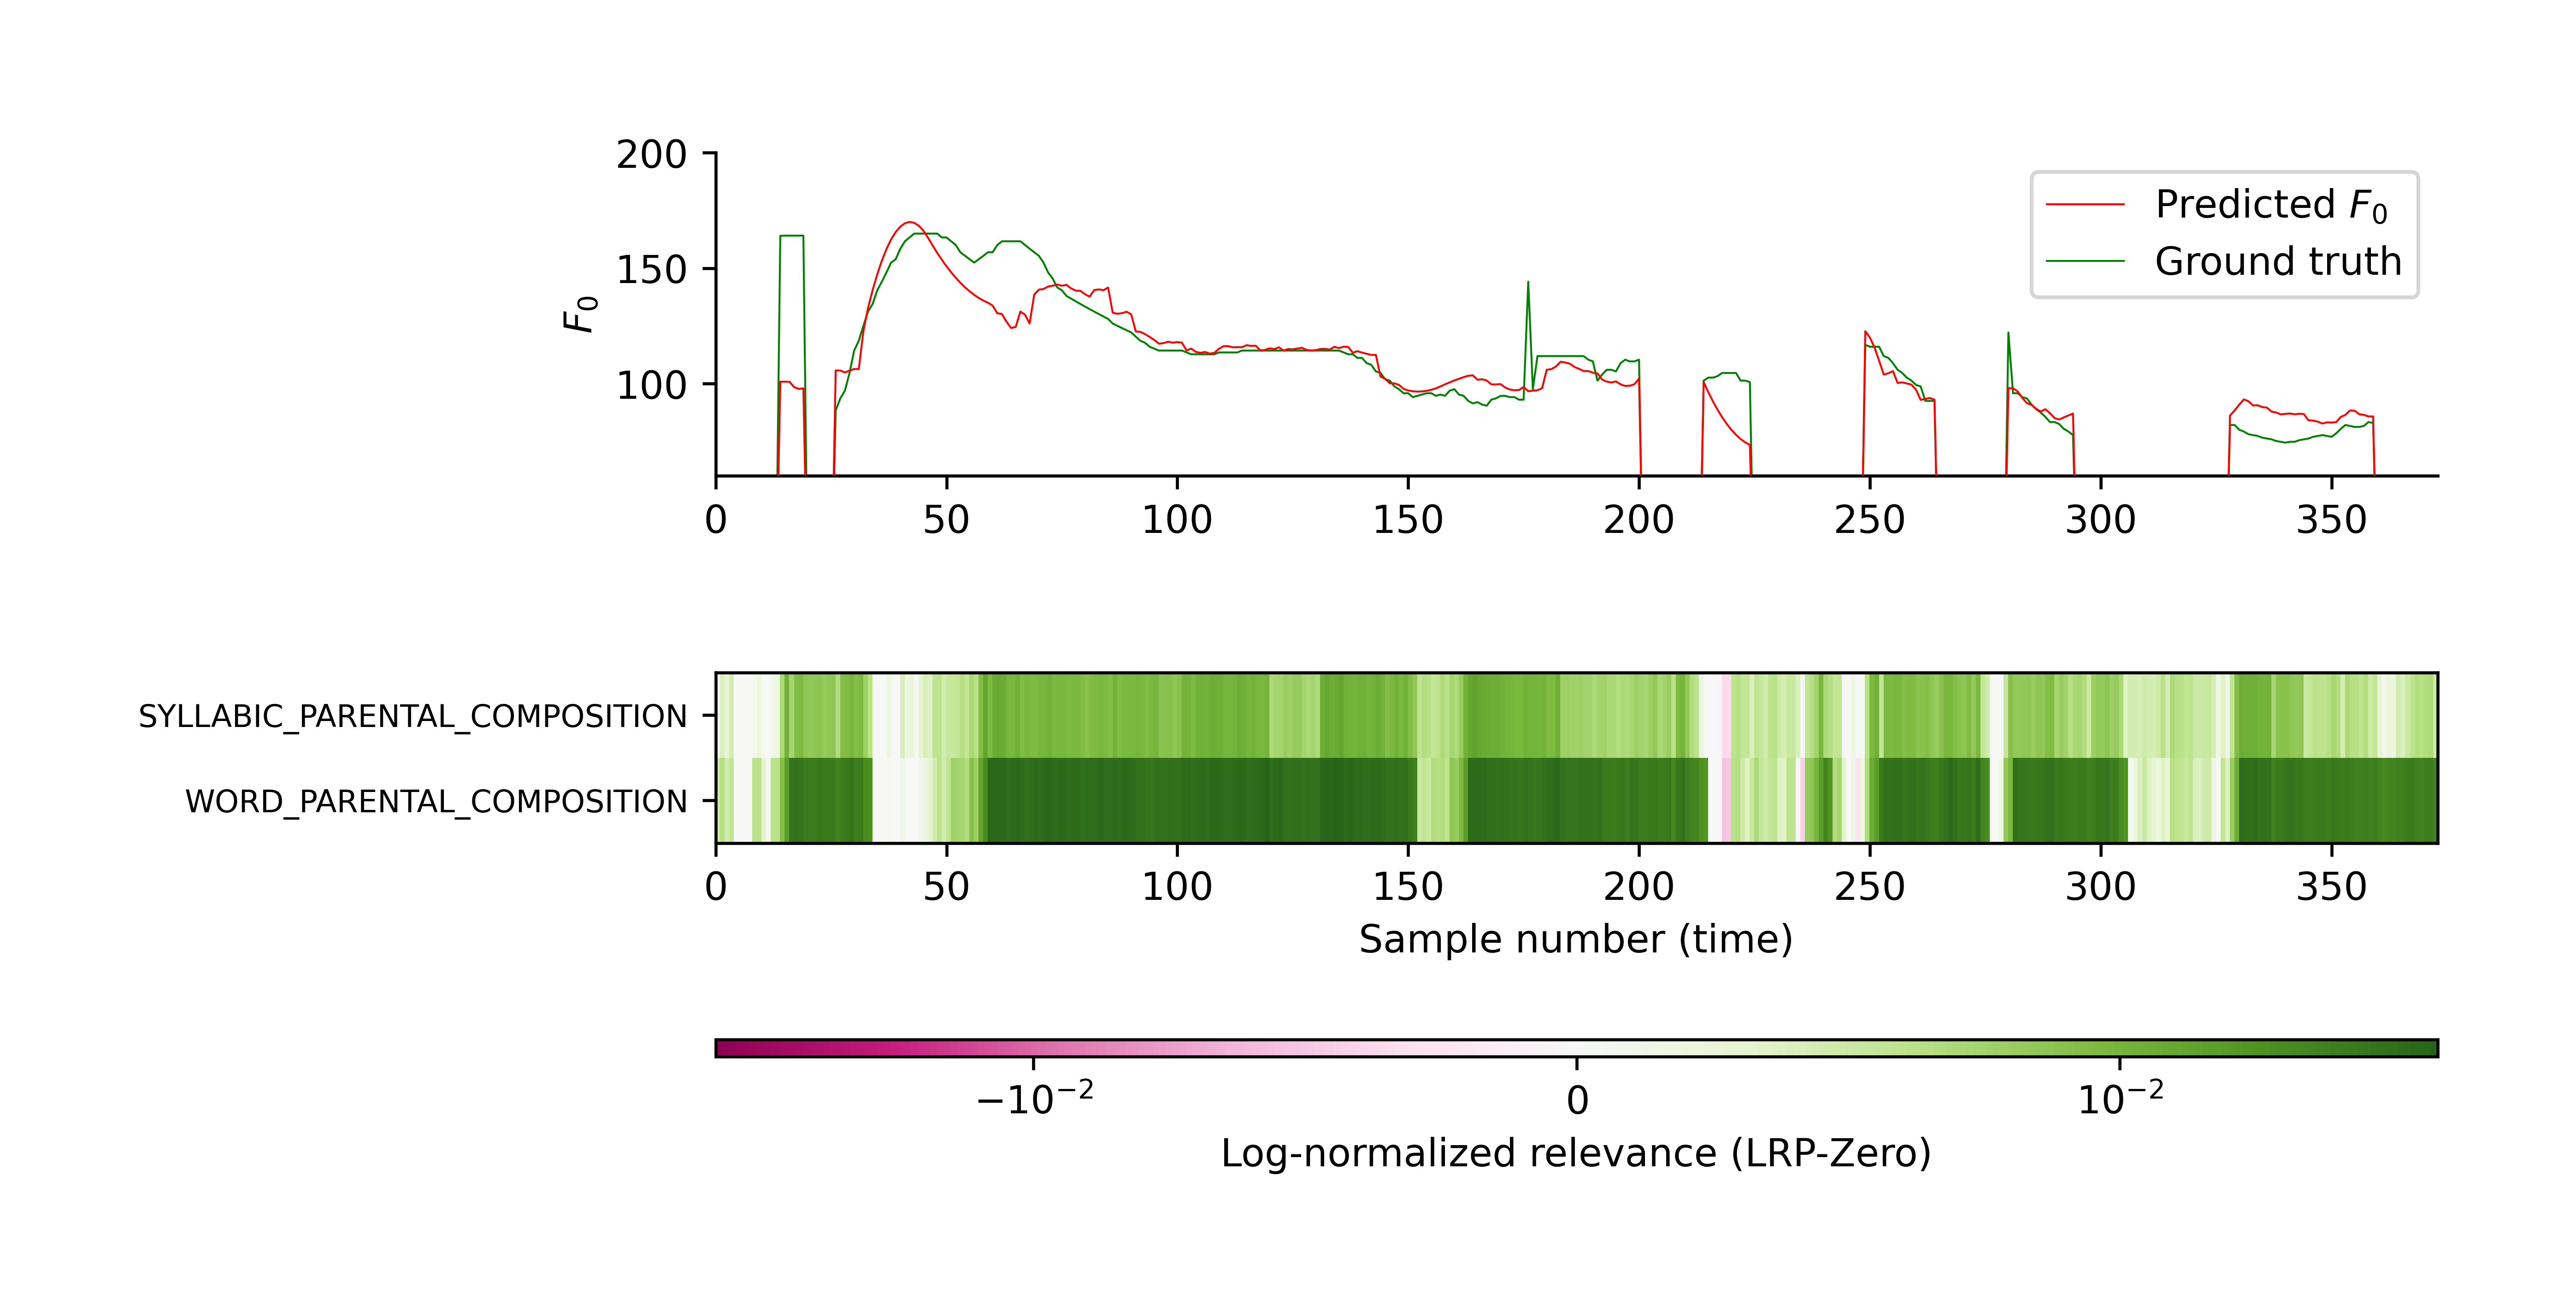 200
150
100
F₀
Predicted F₀
Ground truth
0 50 100 150 200 250 300 350
SYLLABIC_PARENTAL_COMPOSITION
WORD_PARENTAL_COMPOSITION
0 50 100 150 200 250 300 350
Sample number (time)
−10⁻² 0 10⁻²
Log-normalized relevance (LRP-Zero)